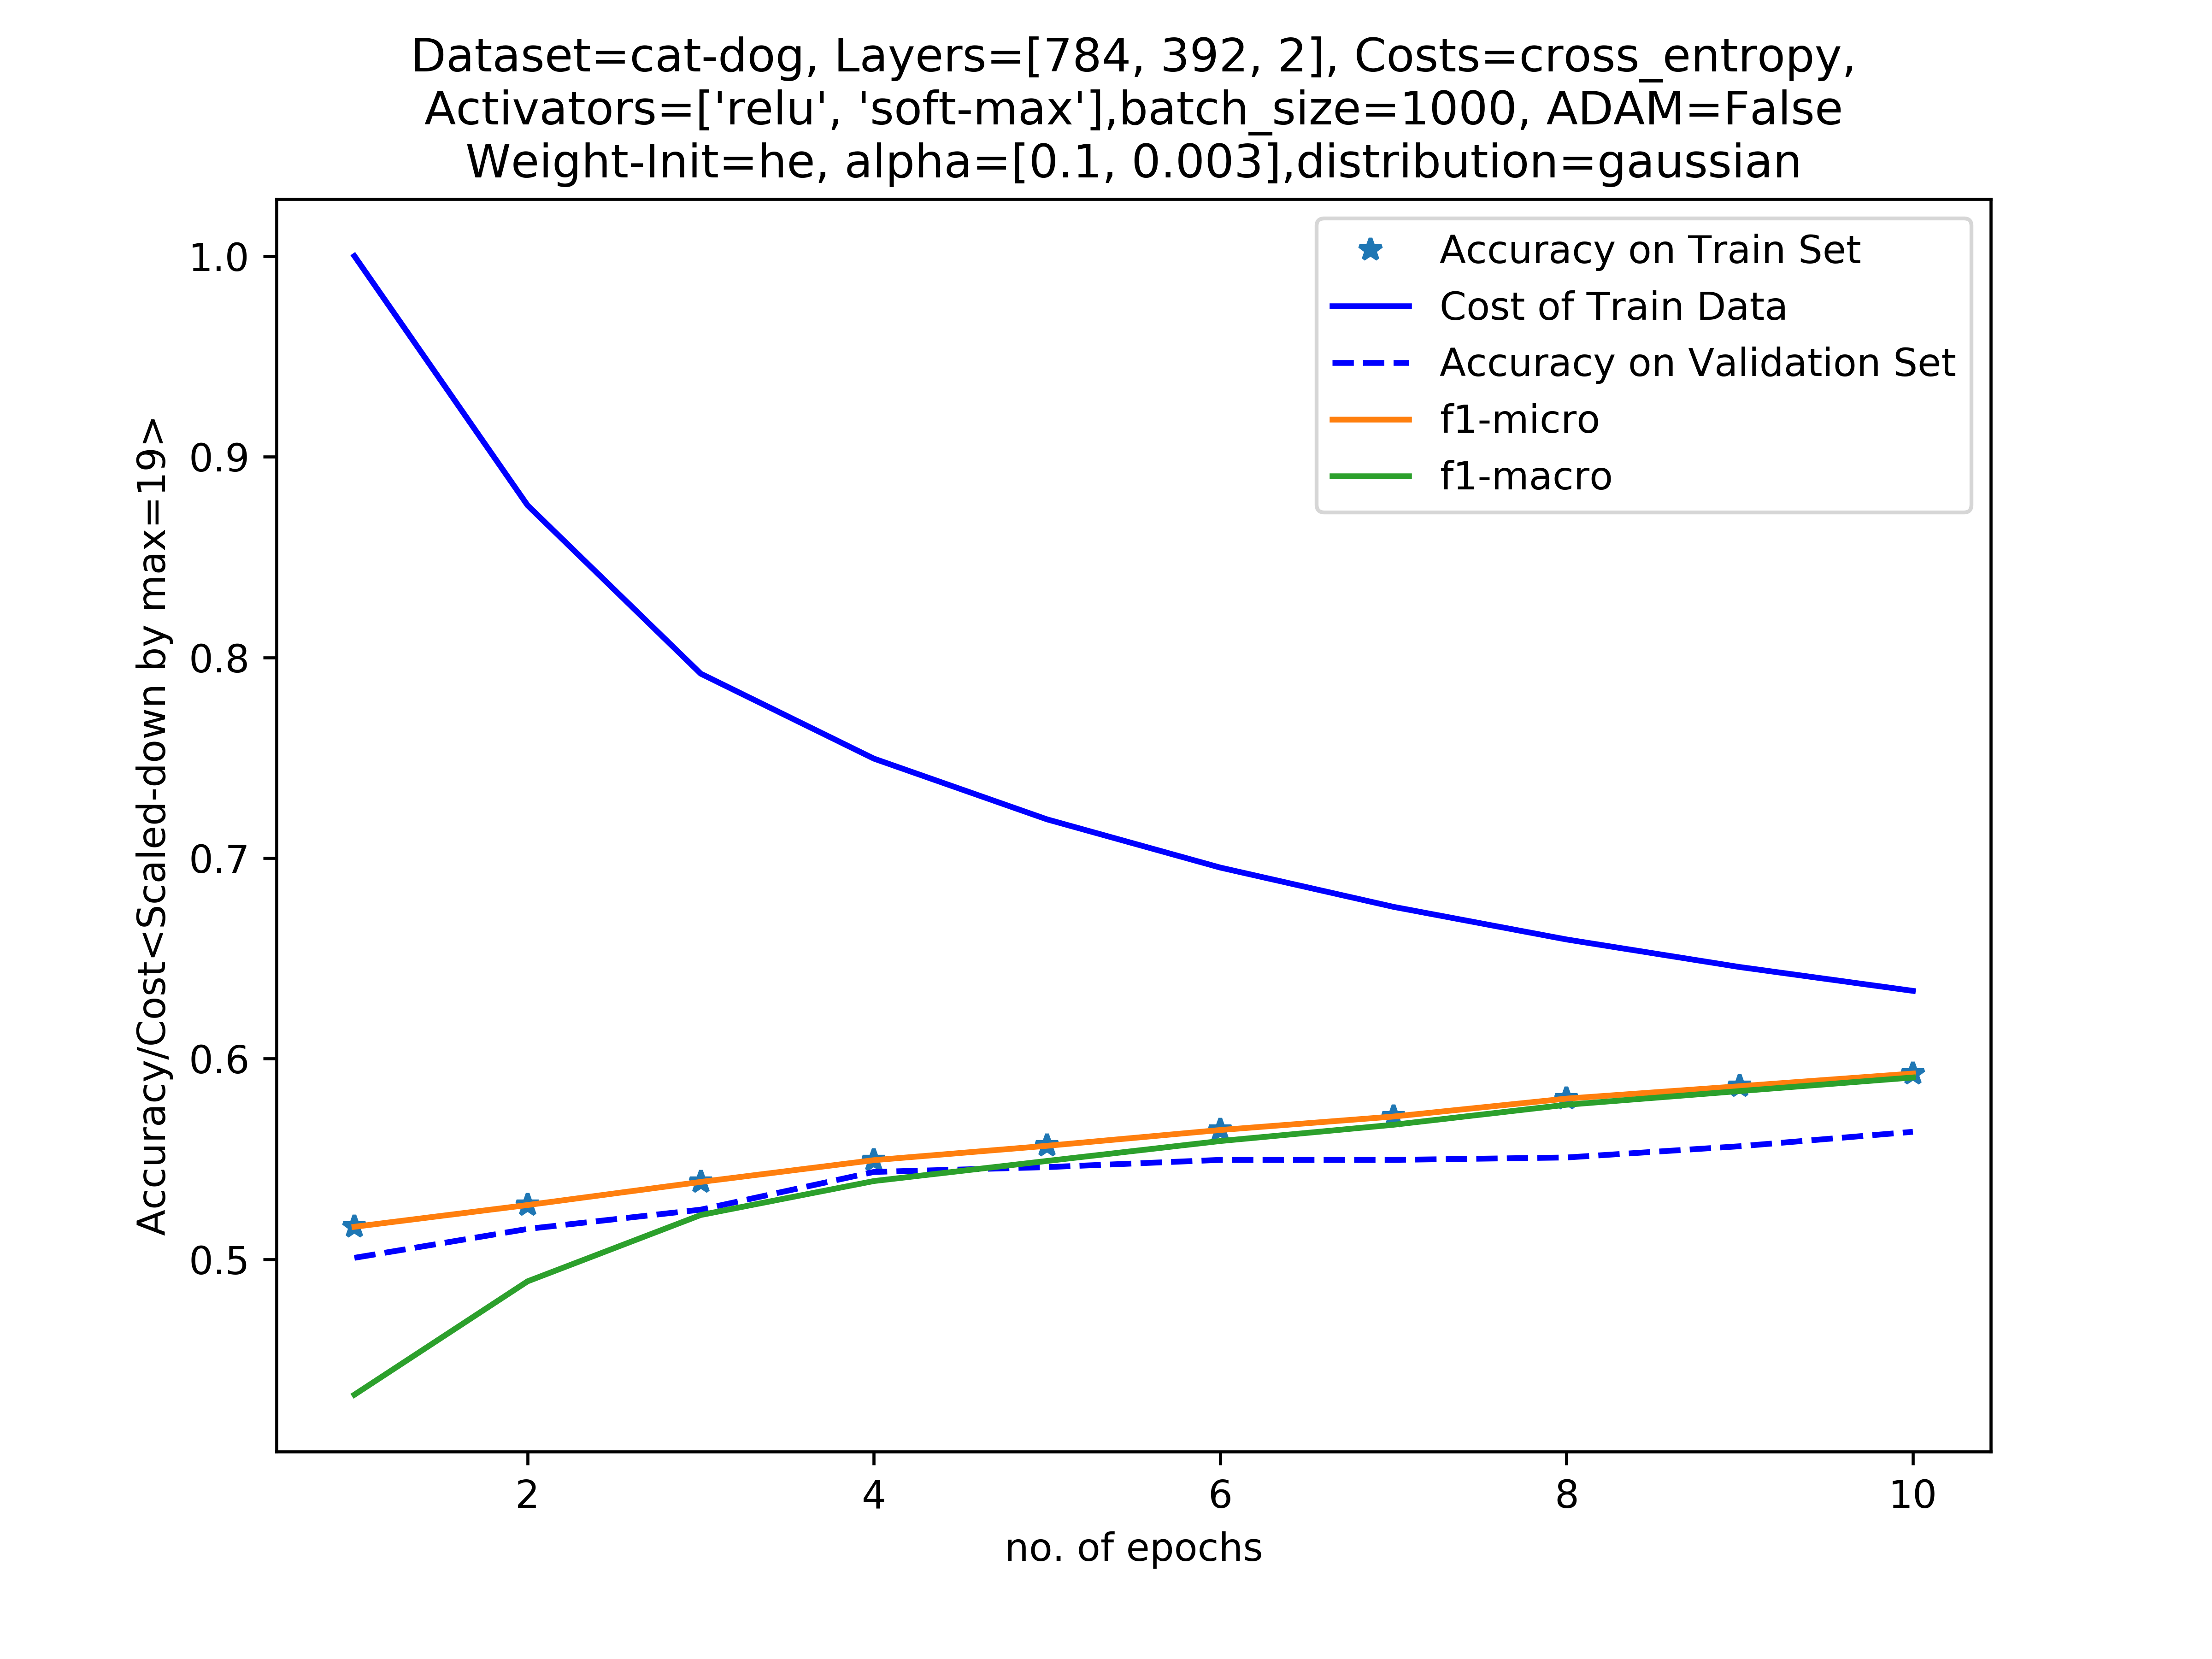 Dataset=cat-dog, Layers=[784, 392, 2], Costs=cross_entropy,
Activators=['relu', 'soft-max'],batch_size=1000, ADAM=False
Weight-Init=he, alpha=[0.1, 0.003],distribution=gaussian
Accuracy on Train Set
Cost of Train Data
Accuracy on Validation Set
f1-micro
f1-macro
Accuracy/Cost<Scaled-down by max=19>
1.0
0.9
0.8
0.7
0.6
0.5
2 4 6 8 10
no. of epochs